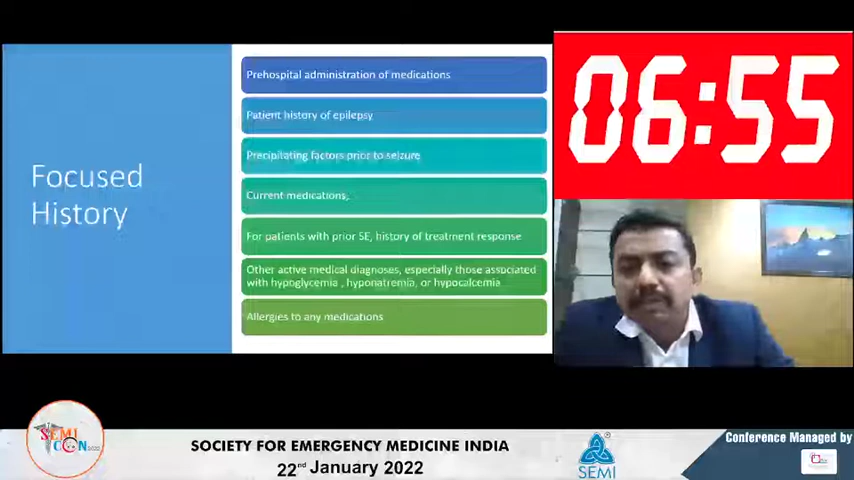 Focused
History
Prehospital administration of medications
Patient history of epilepsy
Precipitating factors prior to seizure
Current medications,
For patients with prior SE, history of treatment response
Other active medical diagnoses, especially those associated
with hypoglycemia , hyponatremia, or hypocalcemia
Allergies to any medications
06:55
SEMI
CON
SOCIETY FOR EMERGENCY MEDICINE INDIA
22nd January 2022
SEMI
Conference Managed by